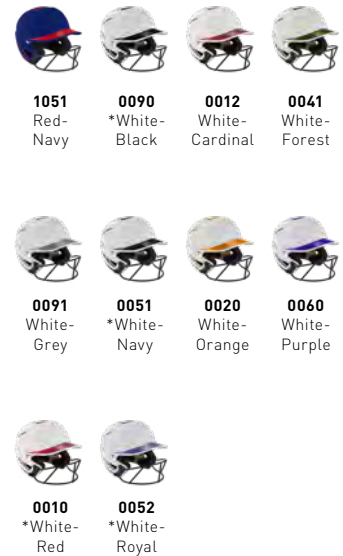 1051
Red-
Navy
0090
*White-
Black
0012
White-
Cardinal
0041
White-
Forest
0091
White-
Grey
0051
*White-
Navy
0020
White-
Orange
0060
White-
Purple
0010
*White-
Red
0052
*White-
Royal